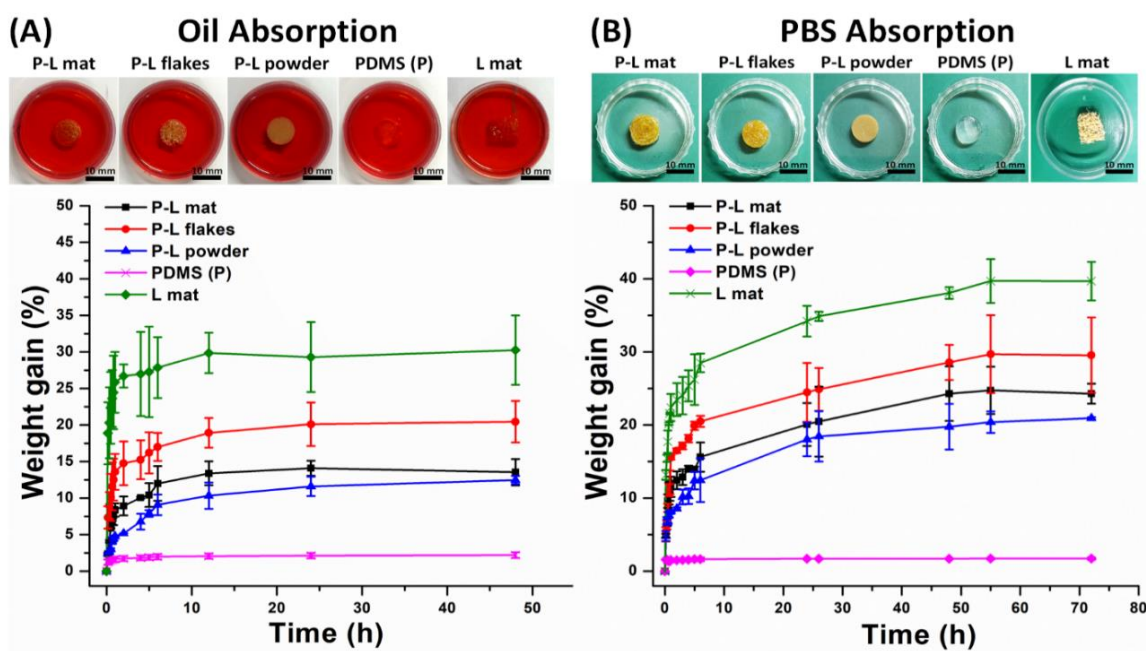 (A) Oil Absorption
P-L mat P-L flakes P-L powder PDMS (P) L mat
10 mm 10 mm 10 mm 10 mm 10 mm
P-L mat
P-L flakes
P-L powder
PDMS (P)
L mat
Weight gain (%)
50
45
40
35
30
25
20
15
10
5
0
0 10 20 30 40 50
Time (h)
(B) PBS Absorption
P-L mat P-L flakes P-L powder PDMS (P) L mat
10 mm 10 mm 10 mm 10 mm 10 mm
P-L mat
P-L flakes
P-L powder
PDMS (P)
L mat
Weight gain (%)
50
40
30
20
10
0
0 10 20 30 40 50 60 70 80
Time (h)